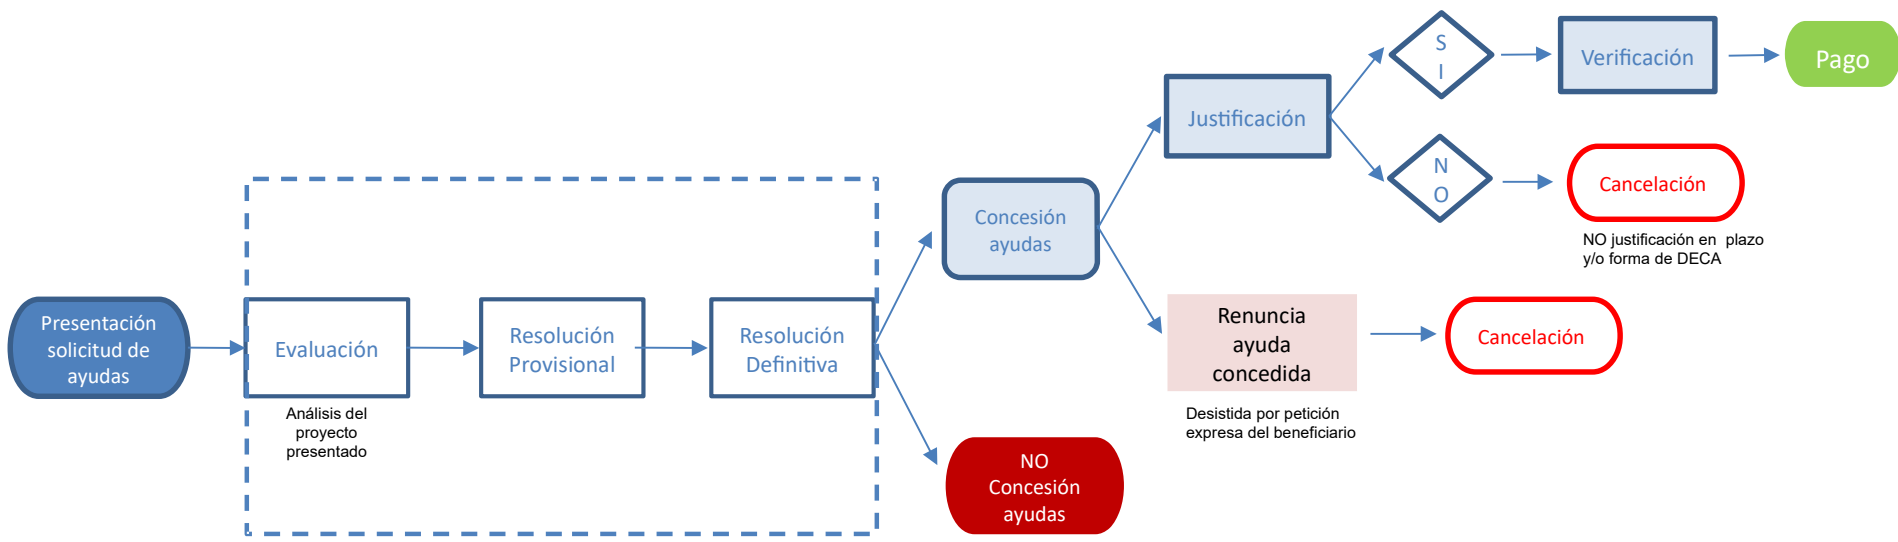 Presentación
solicitud de
ayudas
Evaluación
Análisis del
proyecto
presentado
Resolución
Provisional
Resolución
Definitiva
Concesión
ayudas
NO
Concesión
ayudas
Justificación
Renuncia
ayuda
concedida
Desistida por petición
expresa del beneficiario
S
I
N
O
Verificación
Pago
Cancelación
NO justificación en plazo
y/o forma de DECA
Cancelación